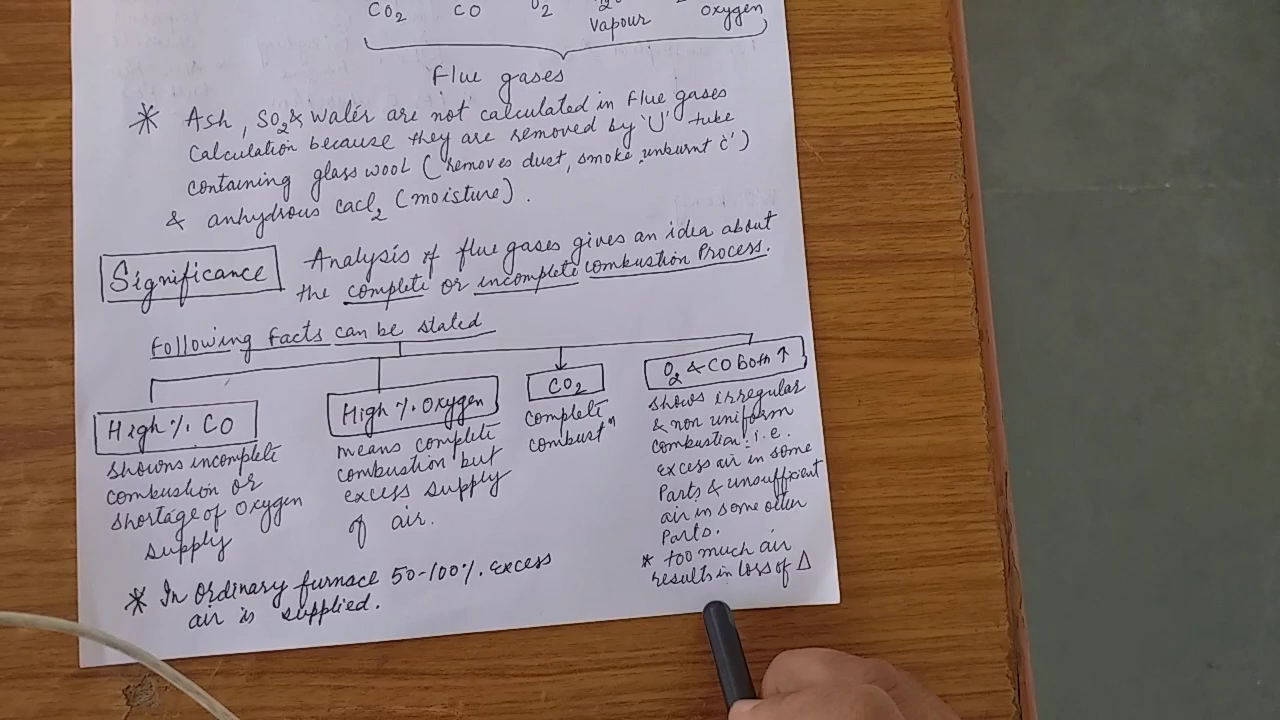 CO₂ CO O₂
Vapour Oxygen
Flue gases
* Ash, SO₂ & water are not calculated in flue gases
calculation because they are removed by 'U' tube
containing glass wool (removes dust, smoke, unburnt 'c')
& anhydrous cacl₂ (moisture).
Significance
Analysis of flue gases gives an idea about
the complete or incomplete combustion Process.
Following facts can be stated
High % CO
showns incomplete
combustion or
shortage of Oxygen
supply
High % Oxygen
means complete
combustion but
excess supply
of air.
CO₂
Complete
combustⁿ
O₂ & CO both ↑
shows irregular
& non uniform
combustion: i.e.
excess air in some
Parts & unsufficient
air in some other
Parts.
* too much air
results in loss of Δ
* In ordinary furnace 50-100% excess
air is supplied.